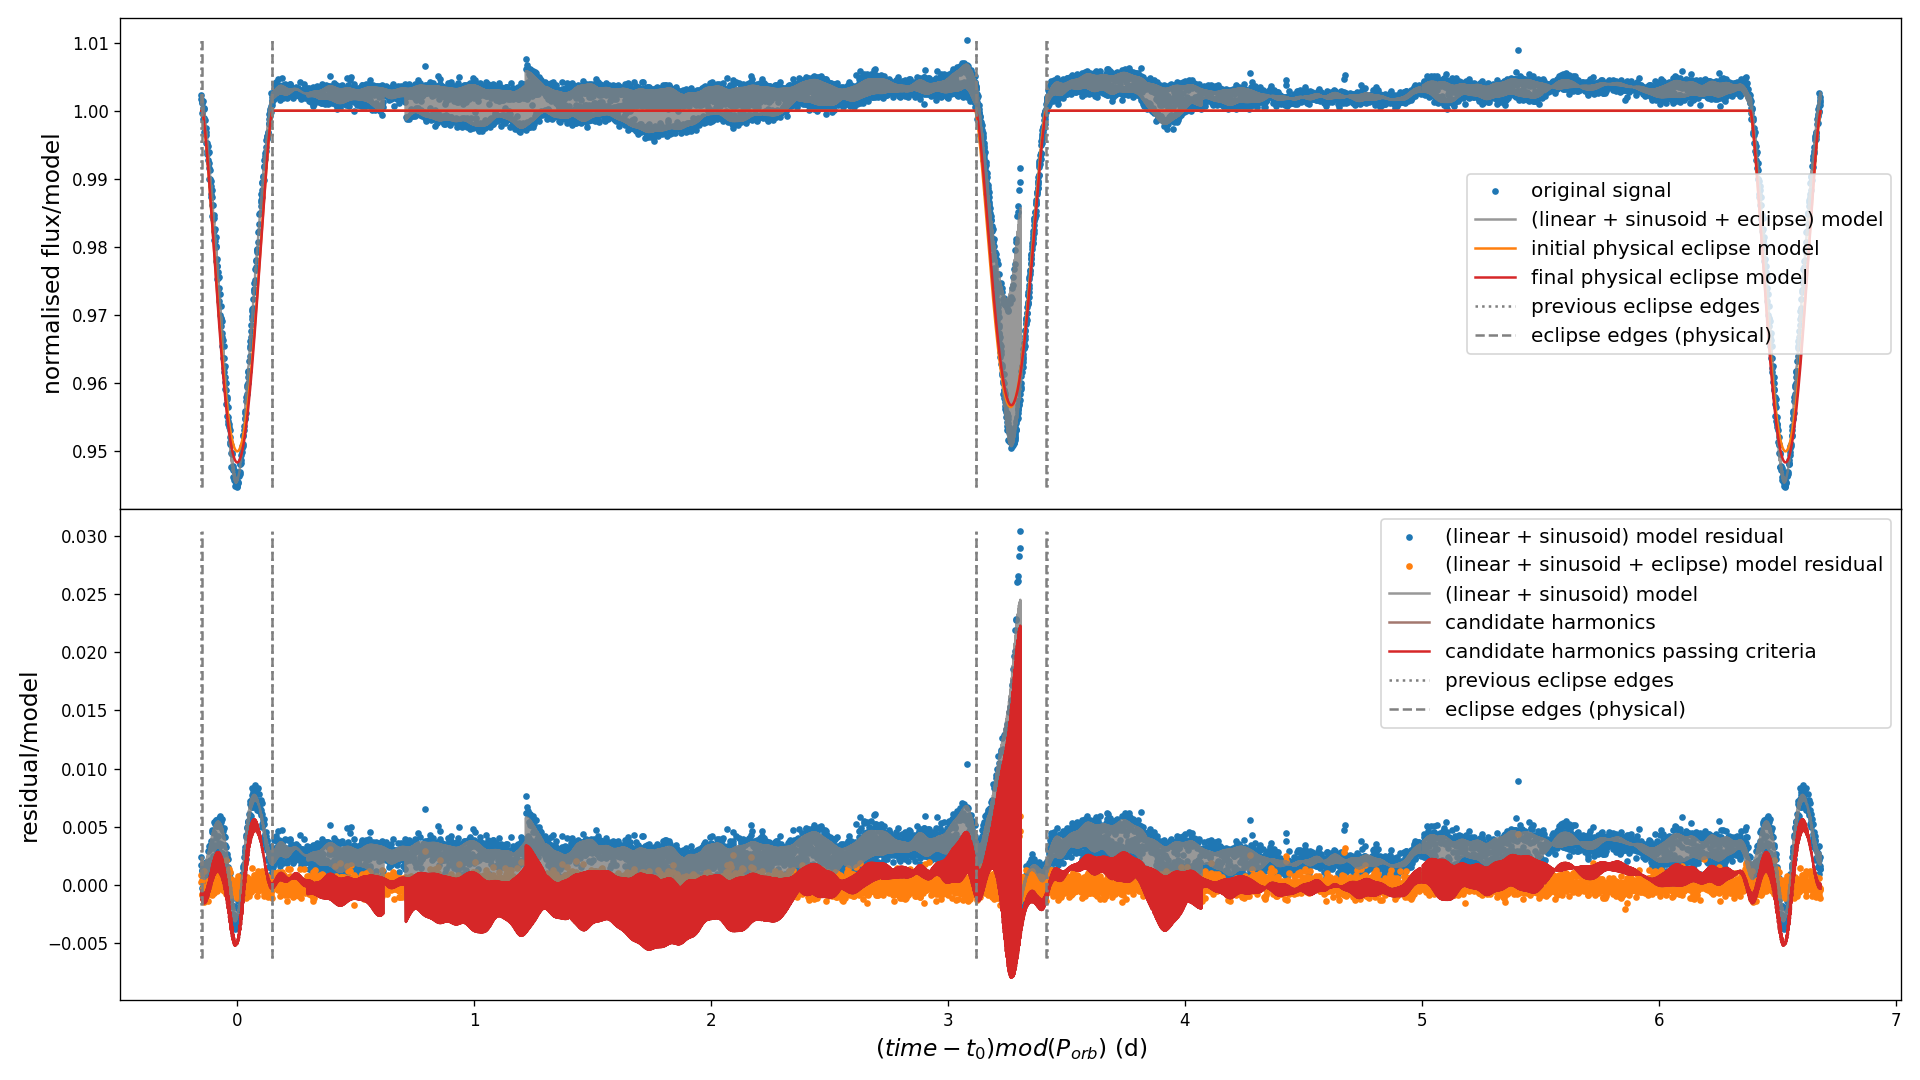 normalised flux/model
1.01
1.00
0.99
0.98
0.97
0.96
0.95
original signal
(linear + sinusoid + eclipse) model
initial physical eclipse model
final physical eclipse model
previous eclipse edges
eclipse edges (physical)
residual/model
0.030
0.025
0.020
0.015
0.010
0.005
0.000
−0.005
(linear + sinusoid) model residual
(linear + sinusoid + eclipse) model residual
(linear + sinusoid) model
candidate harmonics
candidate harmonics passing criteria
previous eclipse edges
eclipse edges (physical)
0 1 2 3 4 5 6 7
(time − t₀)mod(Pₒᵣb) (d)